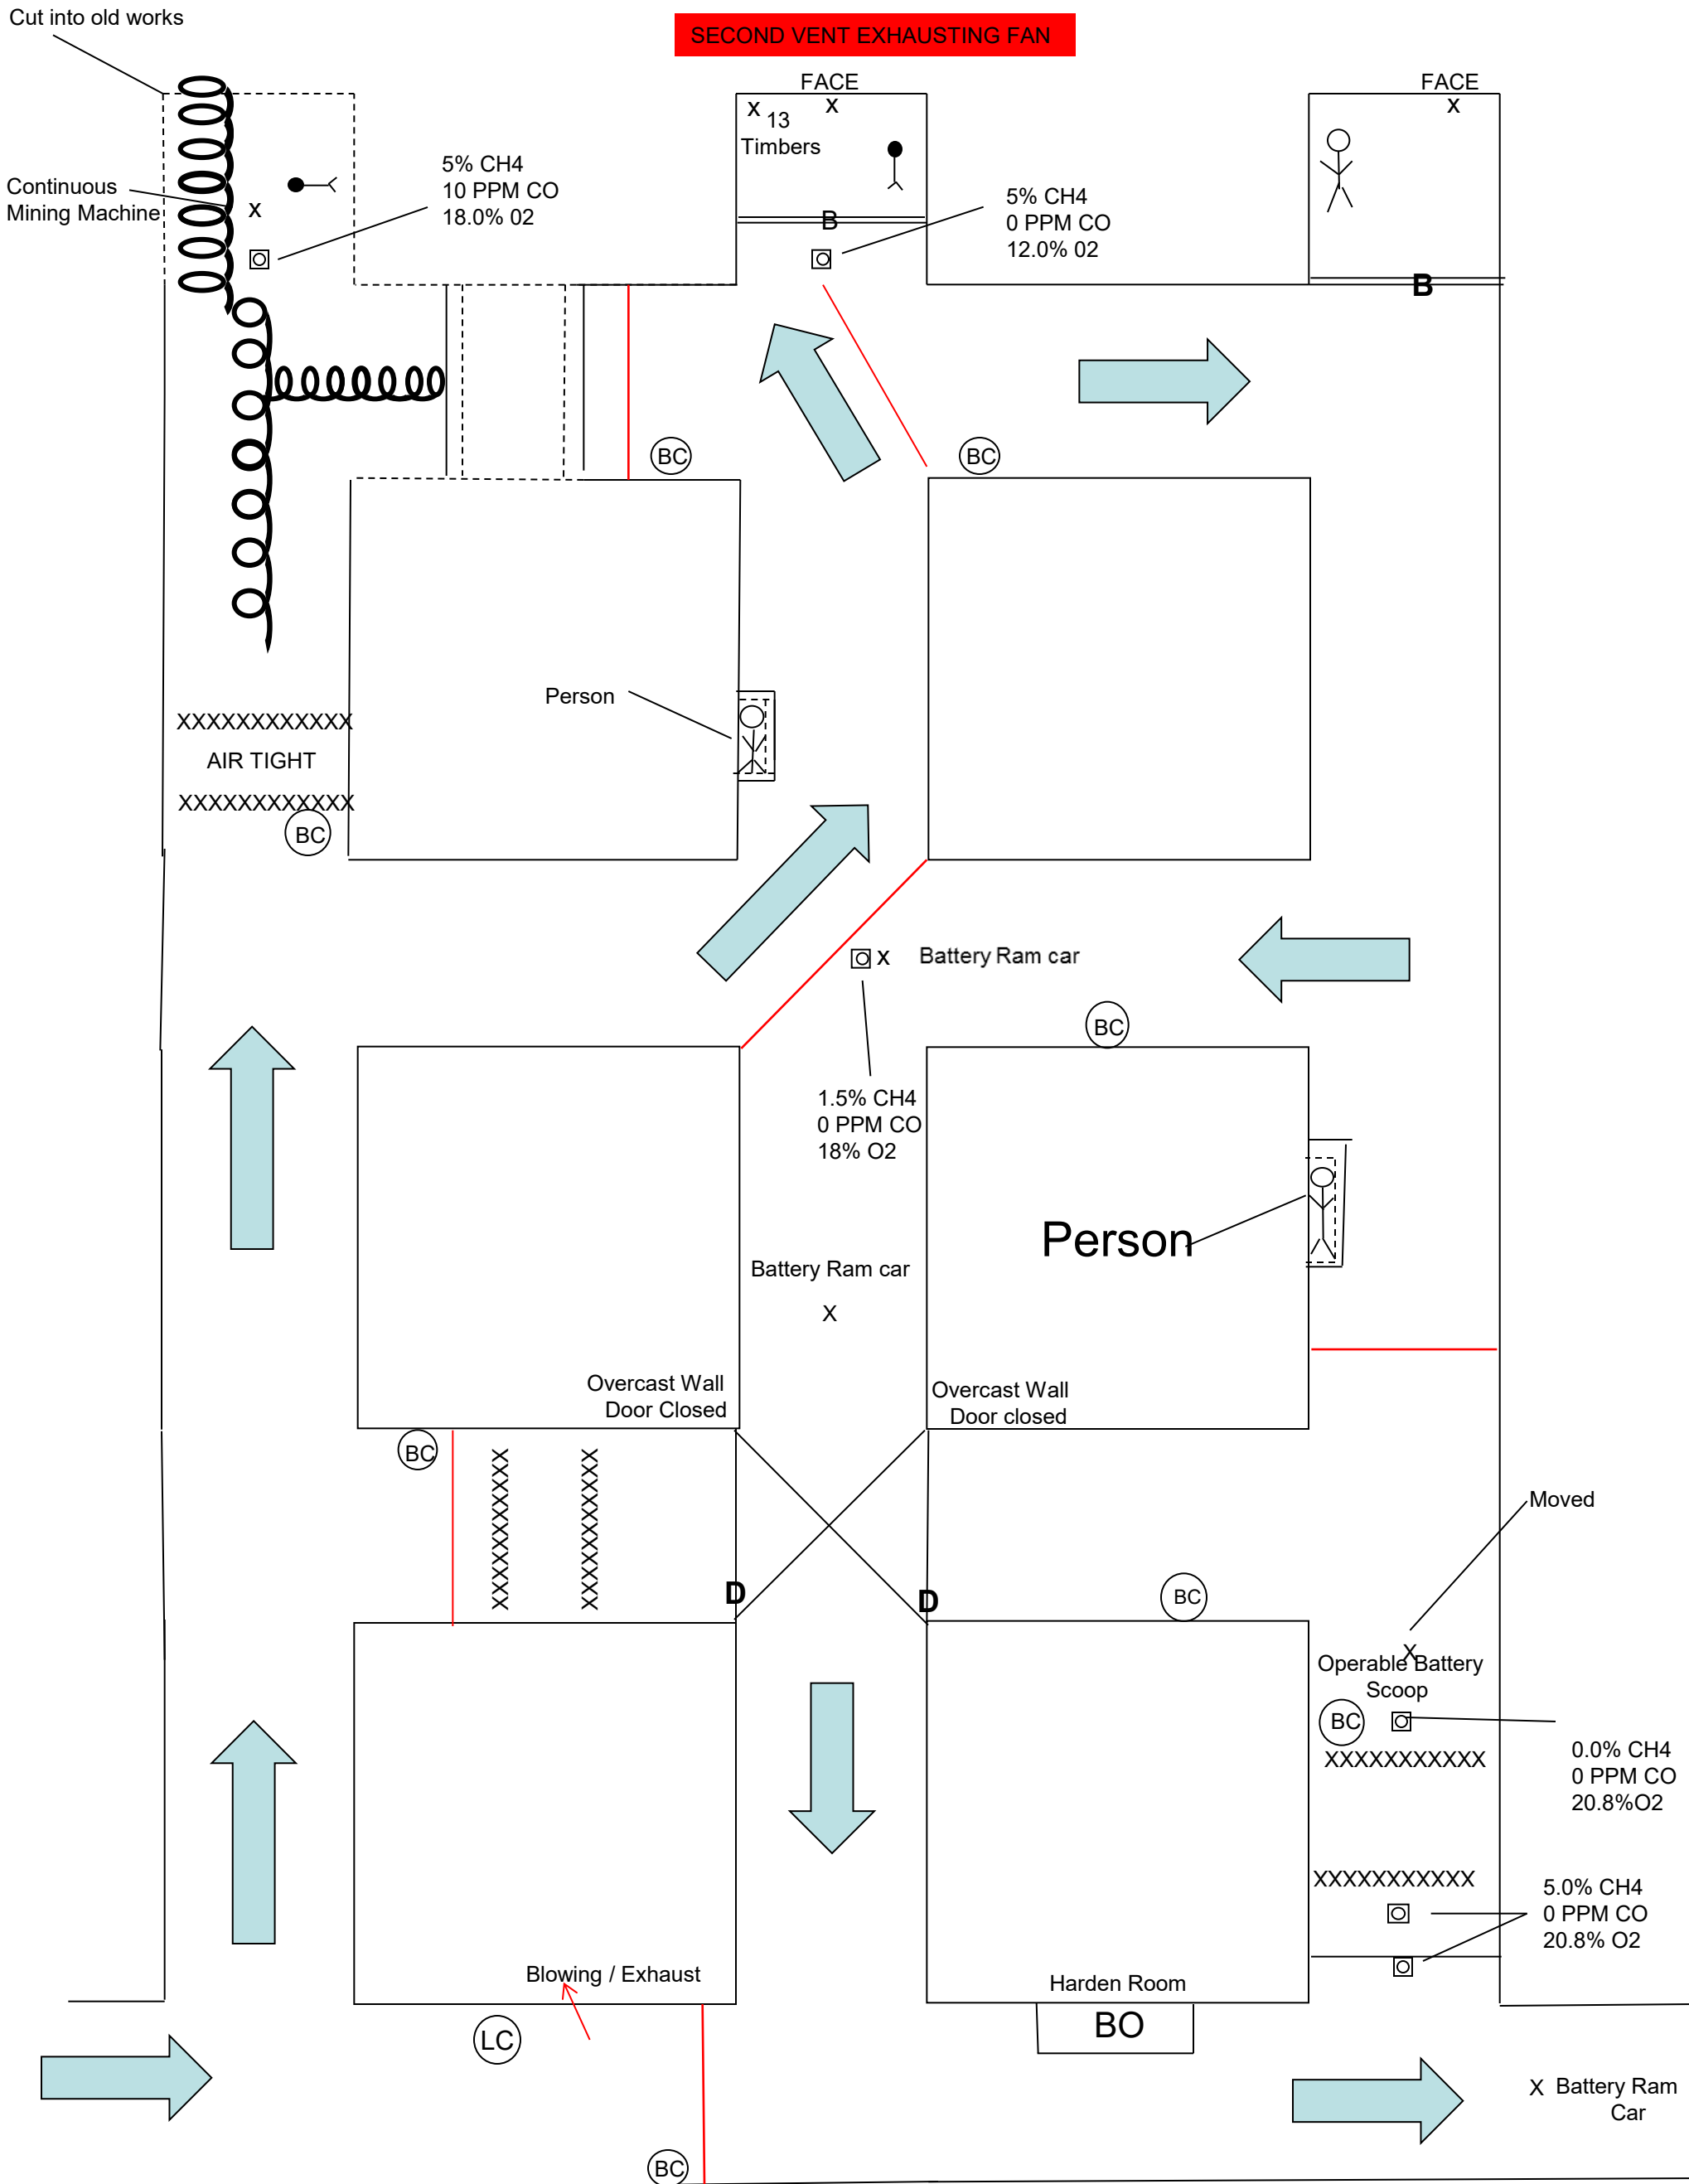 Cut into old works
SECOND VENT EXHAUSTING FAN
FACE
FACE
x
x
x
13
Timbers
5% CH4
10 PPM CO
18.0% 02
Continuous
Mining Machine
x
5% CH4
0 PPM CO
12.0% 02
B
B
BC
BC
Person
XXXXXXXXXXXX
AIR TIGHT
XXXXXXXXXXXX
BC
x
Battery Ram car
BC
1.5% CH4
0 PPM CO
18% O2
Person
Battery Ram car
X
Overcast Wall
Door Closed
Overcast Wall
Door closed
BC
XXXXXXXXXXX
XXXXXXXXXXX
Moved
D
D
BC
X
Operable Battery
Scoop
BC
XXXXXXXXXXX
0.0% CH4
0 PPM CO
20.8%O2
XXXXXXXXXXX
5.0% CH4
0 PPM CO
20.8% O2
Blowing / Exhaust
Harden Room
LC
BO
X
Battery Ram
Car
BC